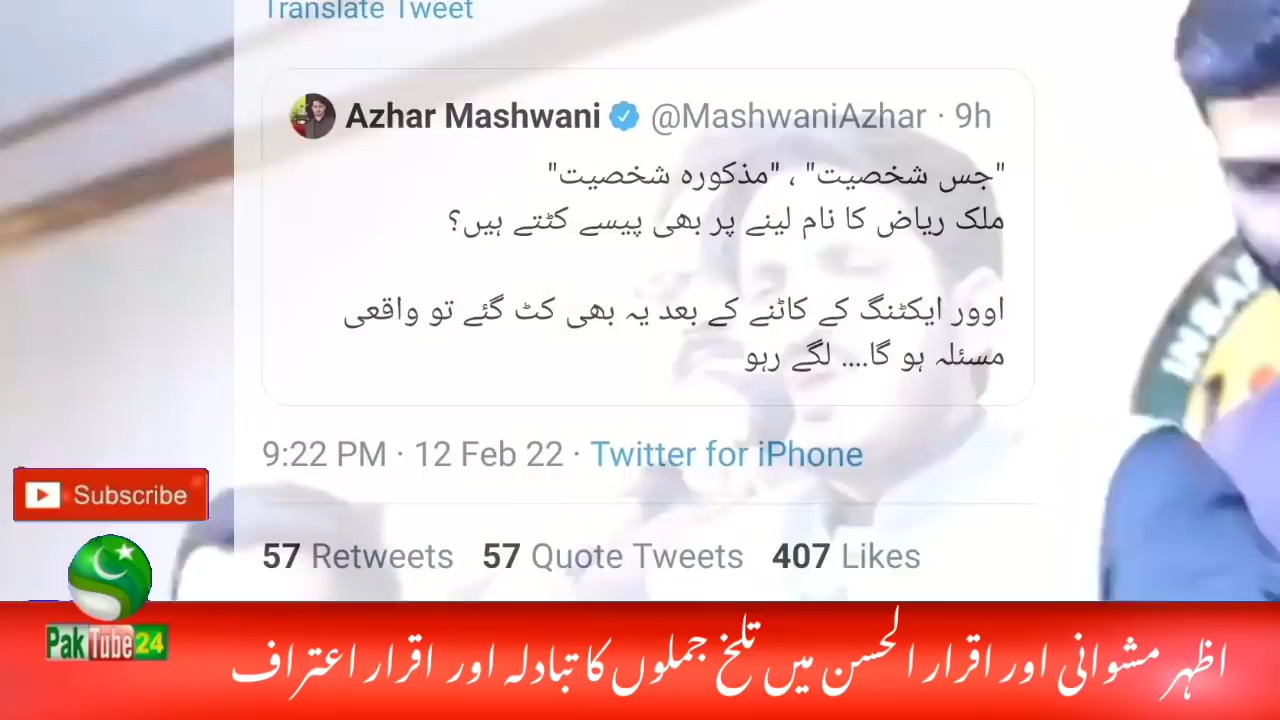 Translate Tweet
Azhar Mashwani @MashwaniAzhar · 9h
"جس شخصیت" ، "مذکورہ شخصیت"
ملک ریاض کا نام لینے پر بھی پیسے کٹتے ہیں؟
اوور ایکٹنگ کے کاٹنے کے بعد یہ بھی کٹ گئے تو واقعی
مسئلہ ہو گا.... لگے رہو
9:22 PM · 12 Feb 22 · Twitter for iPhone
57 Retweets 57 Quote Tweets 407 Likes
INSAF
Subscribe
PakTube24
اظہر مشوانی اور اقرار الحسن میں تلخ جملوں کا تبادلہ اور اقرار اعتراف